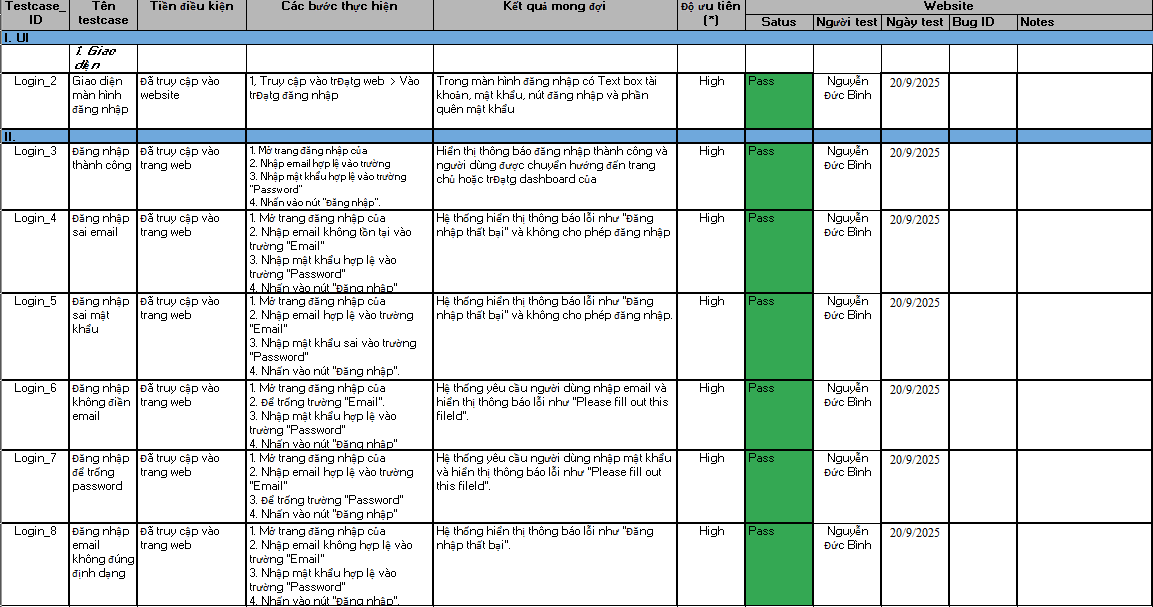 Testcase_ Tên Tiền điều kiện Các bước thực hiện Kết quả mong đợi Độ ưu tiên Website
ID testcase (*) Satus Người test Ngày test Bug ID Notes
I. UI
1. Giao
diện
Login_2 Giao diện Đã truy cập vào 1. Truy cập vào trĐạtg web -> Vào Trong màn hình đăng nhập có Text box tài High Pass Nguyễn 20/9/2025
màn hình website trĐạtg đăng nhập khoản, mật khẩu, nút đăng nhập và phần Đức Bình
đăng nhập quên mật khẩu
II.
Login_3 Đăng nhập Đã truy cập vào 1. Mở trang đăng nhập của Hiển thị thông báo đăng nhập thành công và High Pass Nguyễn 20/9/2025
thành công trang web 2. Nhập email hợp lệ vào trường người dùng được chuyển hướng đến trang Đức Bình
3. Nhập mật khẩu hợp lệ vào trường chủ hoặc trĐạtg dashboard của
"Password"
4. Nhấn vào nút "Đăng nhập".
Login_4 Đăng nhập Đã truy cập vào 1. Mở trang đăng nhập của Hệ thống hiển thị thông báo lỗi như "Đăng High Pass Nguyễn 20/9/2025
sai email trang web 2. Nhập email không tồn tại vào nhập thất bại" và không cho phép đăng nhập Đức Bình
trường "Email"
3. Nhập mật khẩu hợp lệ vào
trường "Password"
4. Nhấn vào nút "Đăng nhập"
Login_5 Đăng nhập Đã truy cập vào 1. Mở trang đăng nhập của Hệ thống hiển thị thông báo lỗi như "Đăng High Pass Nguyễn 20/9/2025
sai mật trang web 2. Nhập email hợp lệ vào trường nhập thất bại" và không cho phép đăng nhập. Đức Bình
khẩu "Email"
3. Nhập mật khẩu sai vào trường
"Password"
4. Nhấn vào nút "Đăng nhập".
Login_6 Đăng nhập Đã truy cập vào 1. Mở trang đăng nhập của Hệ thống yêu cầu người dùng nhập email và High Pass Nguyễn 20/9/2025
không điền trang web 2. Để trống trường "Email". hiển thị thông báo lỗi như "Please fill out this Đức Bình
email 3. Nhập mật khẩu hợp lệ vào fileld".
trường "Password"
4. Nhấn vào nút "Đăng nhập"
Login_7 Đăng nhập Đã truy cập vào 1. Mở trang đăng nhập của Hệ thống yêu cầu người dùng nhập mật khẩu High Pass Nguyễn 20/9/2025
để trống trang web 2. Nhập email hợp lệ vào trường và hiển thị thông báo lỗi như "Please fill out Đức Bình
password "Email" this fileld".
3. Để trống trường "Password"
4. Nhấn vào nút "Đăng nhập"
Login_8 Đăng nhập Đã truy cập vào 1. Mở trang đăng nhập của Hệ thống hiển thị thông báo lỗi như "Đăng High Pass Nguyễn 20/9/2025
email trang web 2. Nhập email không hợp lệ vào nhập thất bại". Đức Bình
không đúng trường "Email"
định dạng 3. Nhập mật khẩu hợp lệ vào
trường "Password"
4. Nhấn vào nút "Đăng nhập".